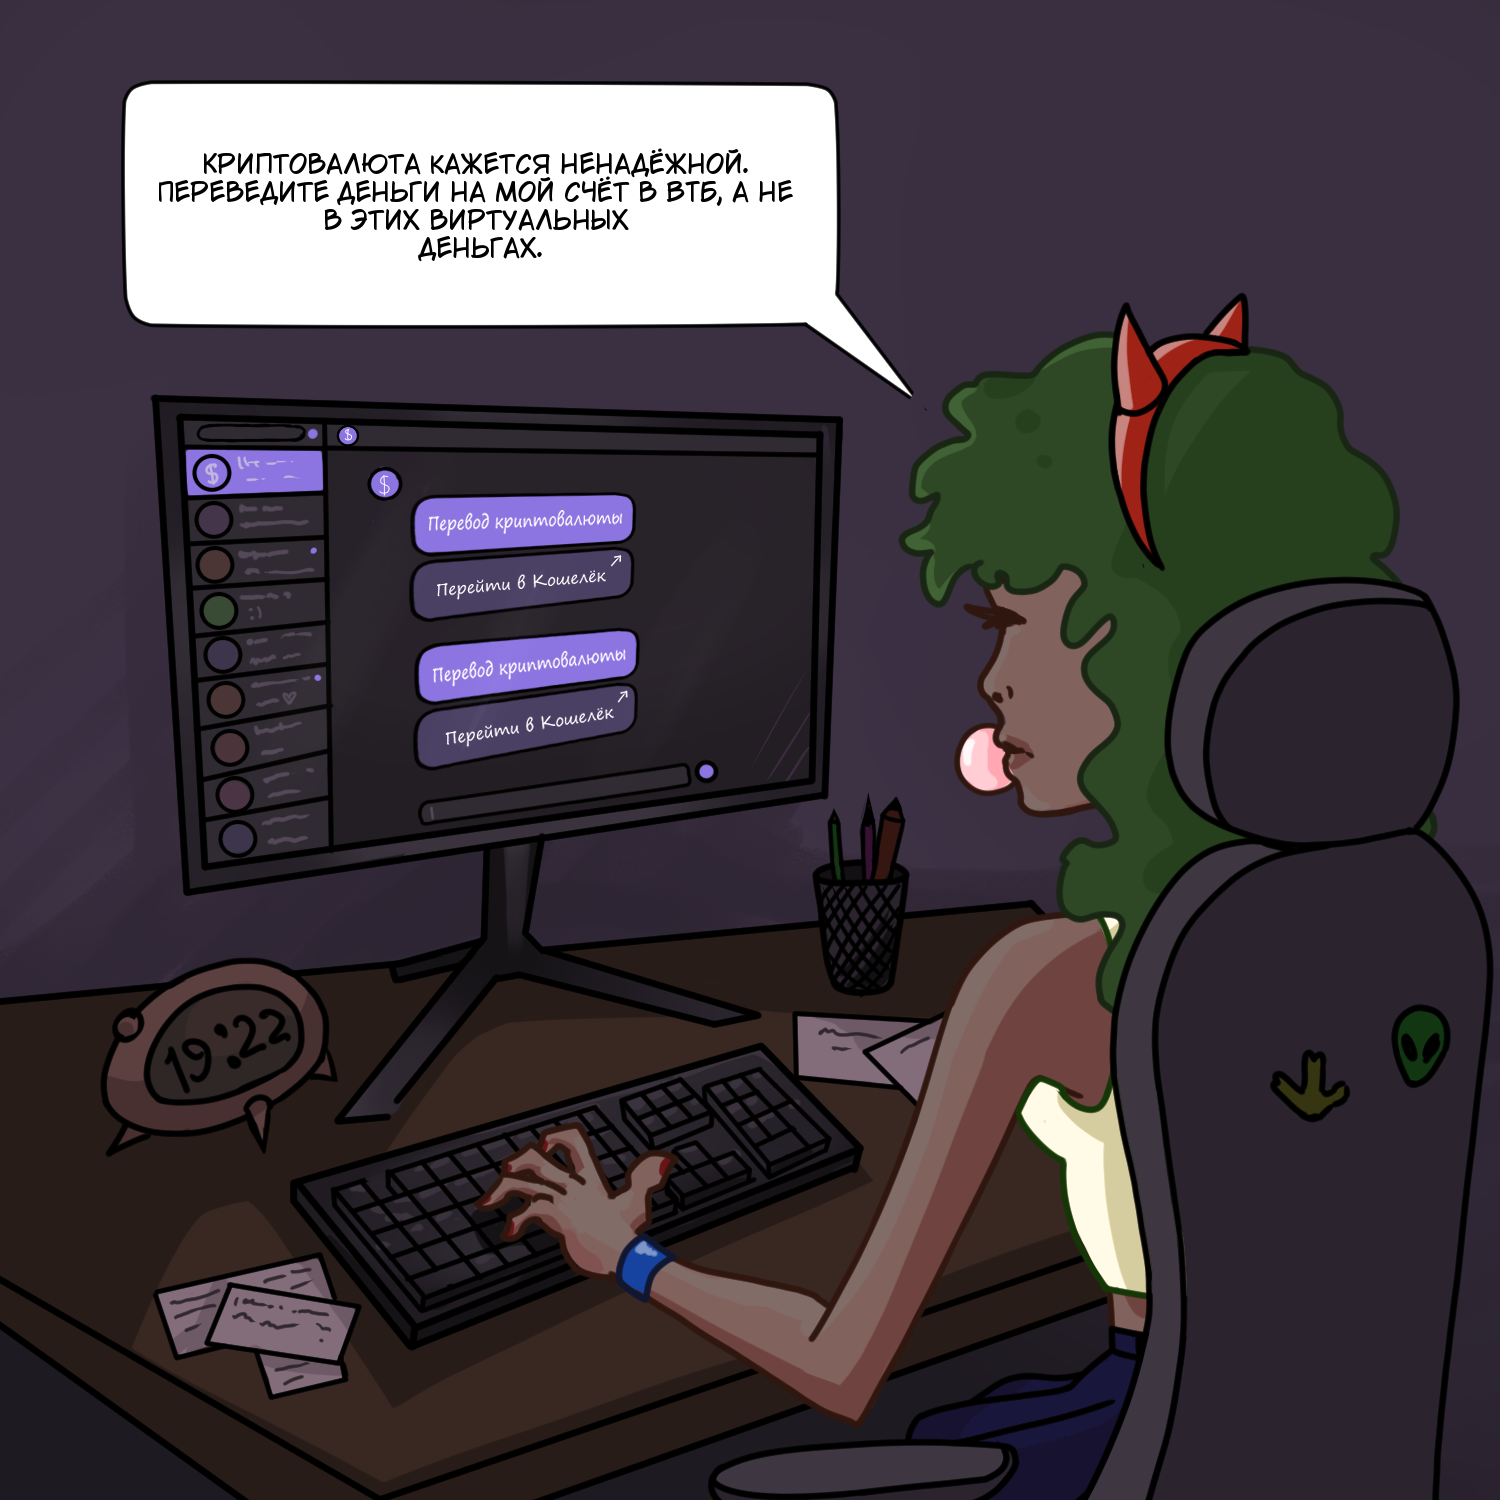 КРИПТОВАЛЮТА КАЖЕТСЯ НЕНАДЁЖНОЙ.
ПЕРЕВЕДИТЕ ДЕНЬГИ НА МОЙ СЧЁТ В ВТБ, А НЕ
В ЭТИХ ВИРТУАЛЬНЫХ
ДЕНЬГАХ.
$
$
$
Перевод криптовалюты
Перейти в Кошелёк
:)
Перевод криптовалюты
Перейти в Кошелёк
19:22